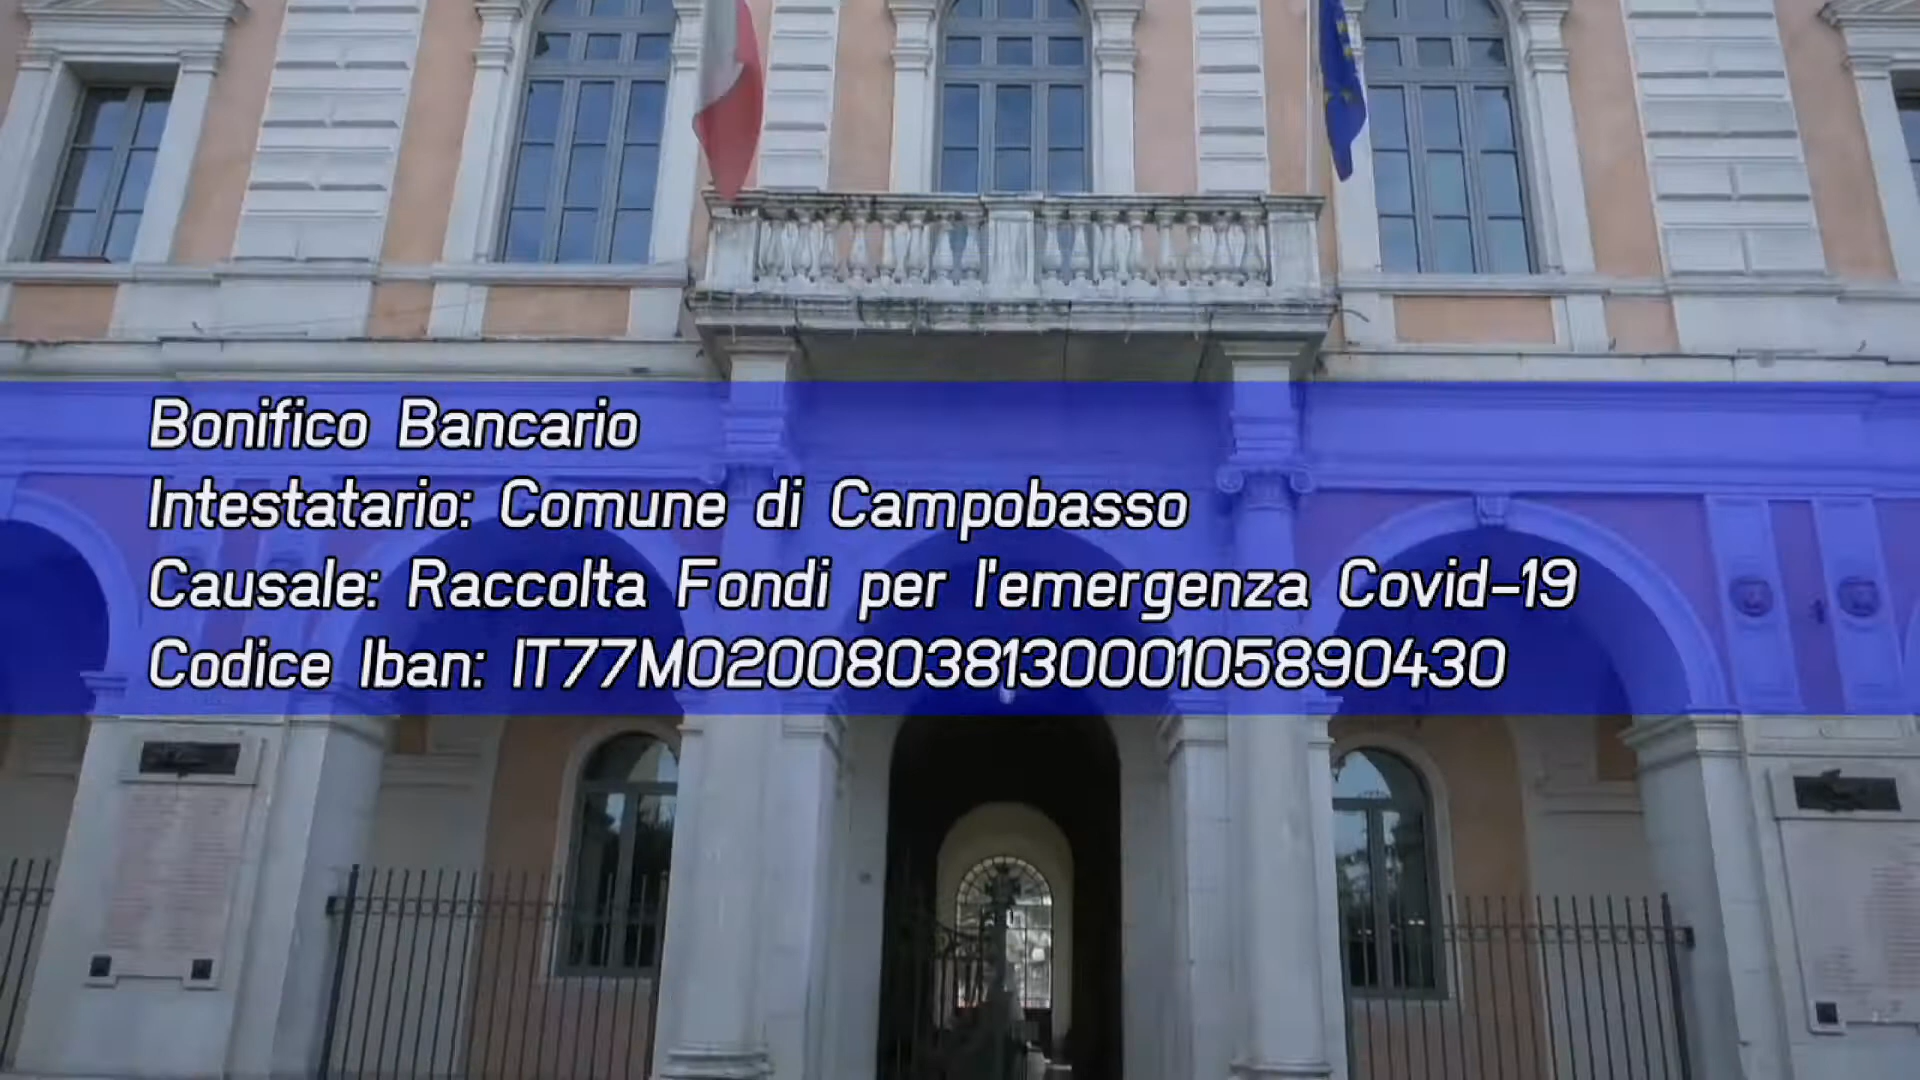 Bonifico Bancario
Intestatario: Comune di Campobasso
Causale: Raccolta Fondi per l'emergenza Covid-19
Codice Iban: IT77M0200803813000105890430